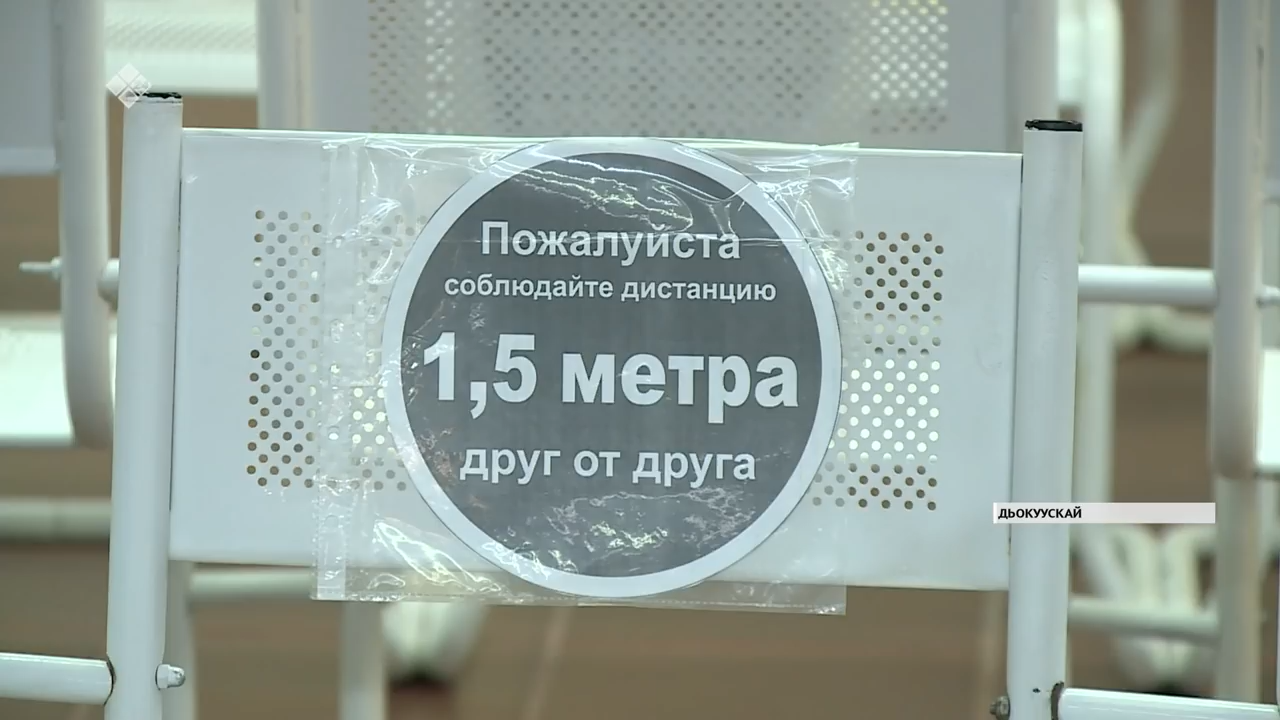 Пожалуйста
соблюдайте дистанцию
1,5 метра
друг от друга
ДЬОКУУСКАЙ